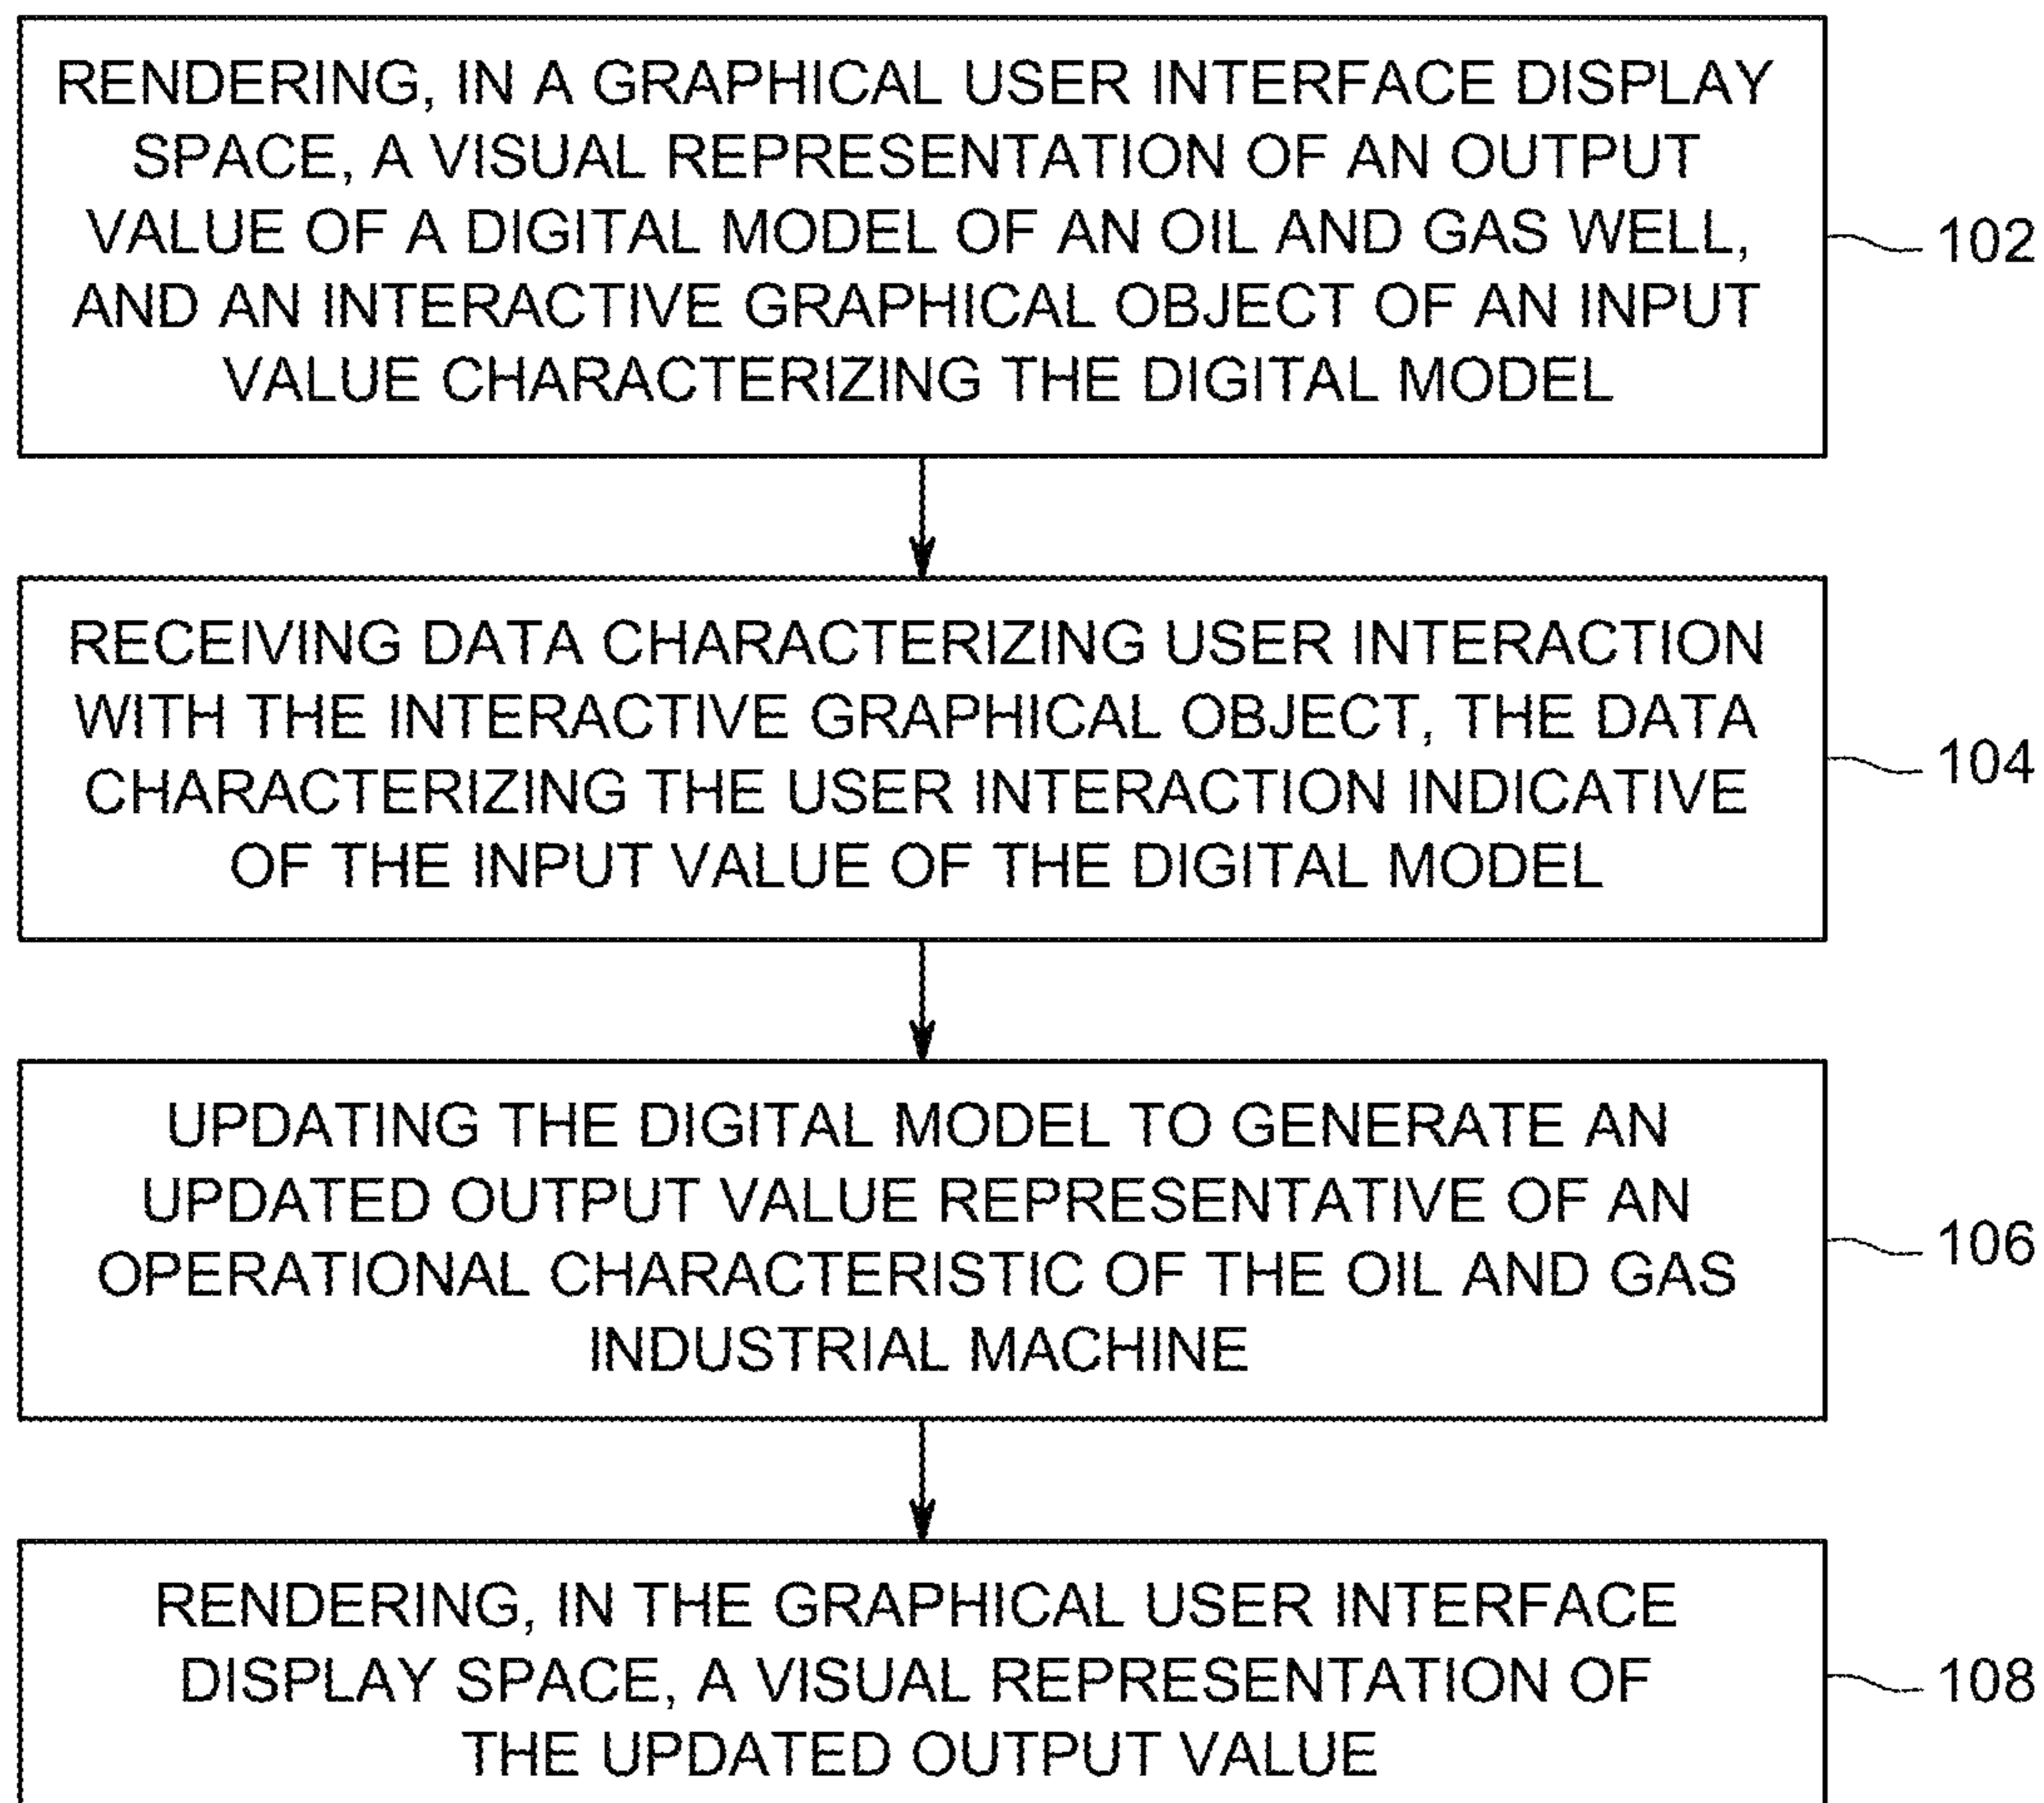 RENDERING, IN A GRAPHICAL USER INTERFACE DISPLAY
SPACE, A VISUAL REPRESENTATION OF AN OUTPUT
VALUE OF A DIGITAL MODEL OF AN OIL AND GAS WELL,
AND AN INTERACTIVE GRAPHICAL OBJECT OF AN INPUT
VALUE CHARACTERIZING THE DIGITAL MODEL
102
RECEIVING DATA CHARACTERIZING USER INTERACTION
WITH THE INTERACTIVE GRAPHICAL OBJECT, THE DATA
CHARACTERIZING THE USER INTERACTION INDICATIVE
OF THE INPUT VALUE OF THE DIGITAL MODEL
104
UPDATING THE DIGITAL MODEL TO GENERATE AN
UPDATED OUTPUT VALUE REPRESENTATIVE OF AN
OPERATIONAL CHARACTERISTIC OF THE OIL AND GAS
INDUSTRIAL MACHINE
106
RENDERING, IN THE GRAPHICAL USER INTERFACE
DISPLAY SPACE, A VISUAL REPRESENTATION OF
THE UPDATED OUTPUT VALUE
108